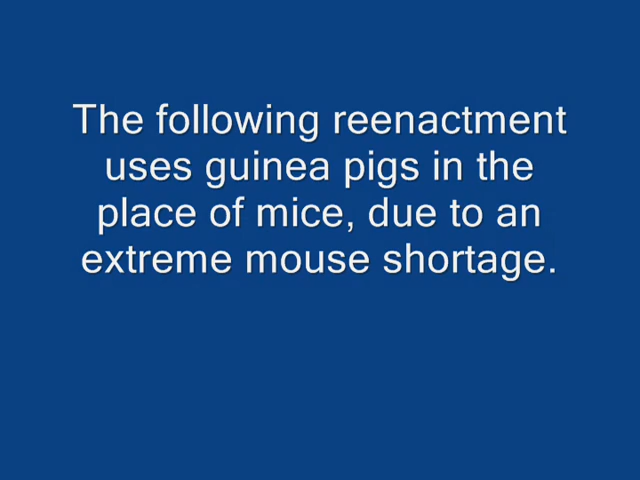 The following reenactment
uses guinea pigs in the
place of mice, due to an
extreme mouse shortage.